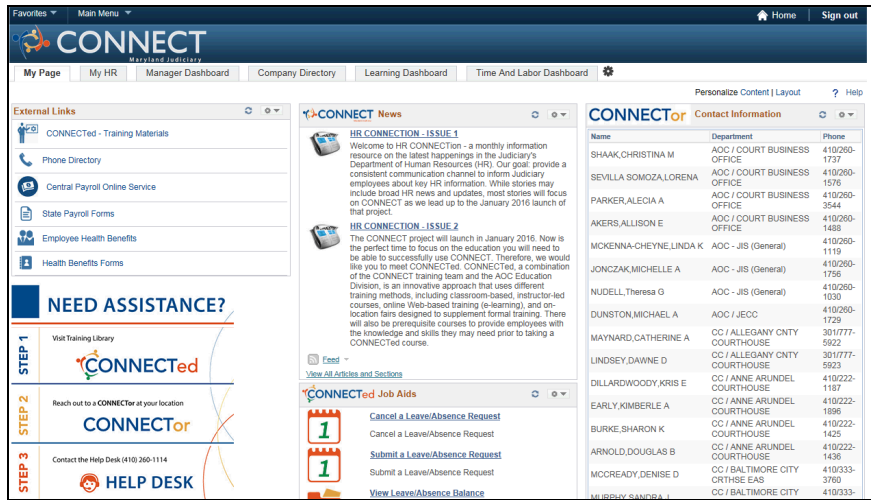 Favorites Main Menu Home Sign out
CONNECT
Maryland Judiciary
My Page My HR Manager Dashboard Company Directory Learning Dashboard Time And Labor Dashboard
Personalize Content | Layout ? Help
External Links
CONNECTed - Training Materials
Phone Directory
Central Payroll Online Service
State Payroll Forms
Employee Health Benefits
Health Benefits Forms
NEED ASSISTANCE?
STEP 1
Visit Training Library
CONNECTed
STEP 2
Reach out to a CONNECTor at your location
CONNECTor
STEP 3
Contact the Help Desk (410) 260-1114
HELP DESK
CONNECT News
HR CONNECTION - ISSUE 1
Welcome to HR CONNECTion - a monthly information
resource on the latest happenings in the Judiciary's
Department of Human Resources (HR). Our goal: provide a
consistent communication channel to inform Judiciary
employees about key HR information. While stories may
include broad HR news and updates, most stories will focus
on CONNECT as we lead up to the January 2016 launch of
that project.
HR CONNECTION - ISSUE 2
The CONNECT project will launch in January 2016. Now is
the perfect time to focus on the education you will need to
be able to successfully use CONNECT. Therefore, we would
like you to meet CONNECTed. CONNECTed, a combination
of the CONNECT training team and the AOC Education
Division, is an innovative approach that uses different
training methods, including classroom-based, instructor-led
courses, online Web-based training (e-learning), and on-
location fairs designed to supplement formal training. There
will also be prerequisite courses to provide employees with
the knowledge and skills they may need prior to taking a
CONNECTed course.
Feed
View All Articles and Sections
CONNECTed Job Aids
1
Cancel a Leave/Absence Request
Cancel a Leave/Absence Request
1
Submit a Leave/Absence Request
Submit a Leave/Absence Request
View Leave/Absence Balance
CONNECTor Contact Information
Name Department Phone
SHAAK,CHRISTINA M AOC / COURT BUSINESS OFFICE 410/260-1737
SEVILLA SOMOZA,LORENA AOC / COURT BUSINESS OFFICE 410/260-1576
PARKER,ALECIA A AOC / COURT BUSINESS OFFICE 410/260-3544
AKERS,ALLISON E AOC / COURT BUSINESS OFFICE 410/260-1488
MCKENNA-CHEYNE,LINDA K AOC - JIS (General) 410/260-1119
JONCZAK,MICHELLE A AOC - JIS (General) 410/260-1756
NUDELL,Theresa G AOC - JIS (General) 410/260-1030
DUNSTON,MICHAEL A AOC / JECC 410/260-1729
MAYNARD,CATHERINE A CC / ALLEGANY CNTY COURTHOUSE 301/777-5922
LINDSEY,DAWNE D CC / ALLEGANY CNTY COURTHOUSE 301/777-5923
DILLARDWOODY,KRIS E CC / ANNE ARUNDEL COURTHOUSE 410/222-1187
EARLY,KIMBERLE A CC / ANNE ARUNDEL COURTHOUSE 410/222-1896
BURKE,SHARON K CC / ANNE ARUNDEL COURTHOUSE 410/222-1425
ARNOLD,DOUGLAS B CC / ANNE ARUNDEL COURTHOUSE 410/222-1436
MCCREADY,DENISE D CC / BALTIMORE CITY CRTHSE EAS 410/333-3760
MURPHY,SANDRA CC / BALTIMORE CITY 410/333-